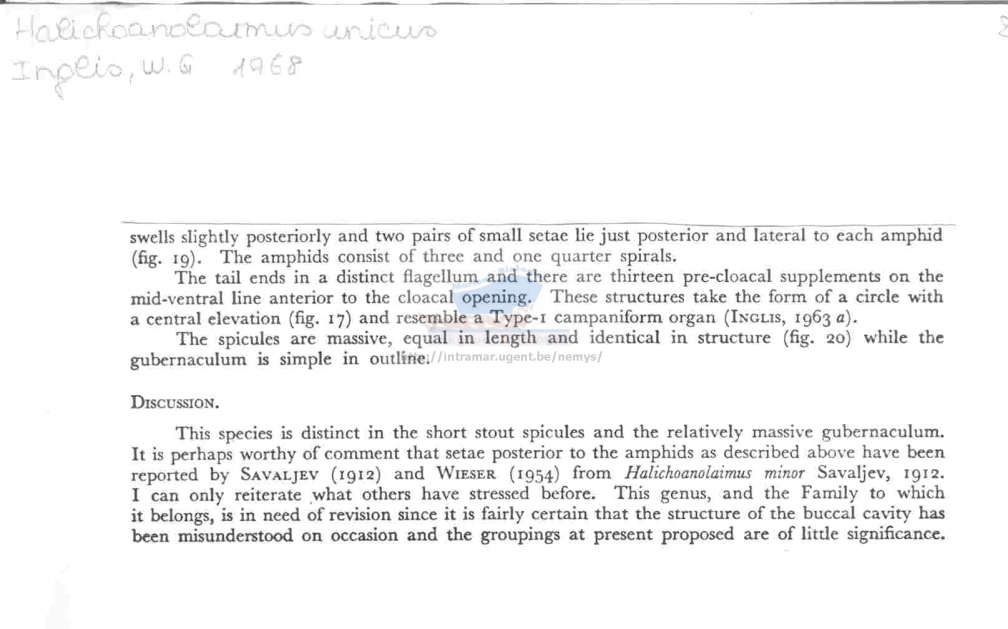 Halichoanolaimus unicus
Inglis, W. G 1968
swells slightly posteriorly and two pairs of small setae lie just posterior and lateral to each amphid
(fig. 19). The amphids consist of three and one quarter spirals.
The tail ends in a distinct flagellum and there are thirteen pre-cloacal supplements on the
mid-ventral line anterior to the cloacal opening. These structures take the form of a circle with
a central elevation (fig. 17) and resemble a Type-1 campaniform organ (INGLIS, 1963 a).
The spicules are massive, equal in length and identical in structure (fig. 20) while the
gubernaculum is simple in outline.
://intramar.ugent.be/nemys/
DISCUSSION.
This species is distinct in the short stout spicules and the relatively massive gubernaculum.
It is perhaps worthy of comment that setae posterior to the amphids as described above have been
reported by SAVALJEV (1912) and WIESER (1954) from Halichoanolaimus minor Savaljev, 1912.
I can only reiterate what others have stressed before. This genus, and the Family to which
it belongs, is in need of revision since it is fairly certain that the structure of the buccal cavity has
been misunderstood on occasion and the groupings at present proposed are of little significance.